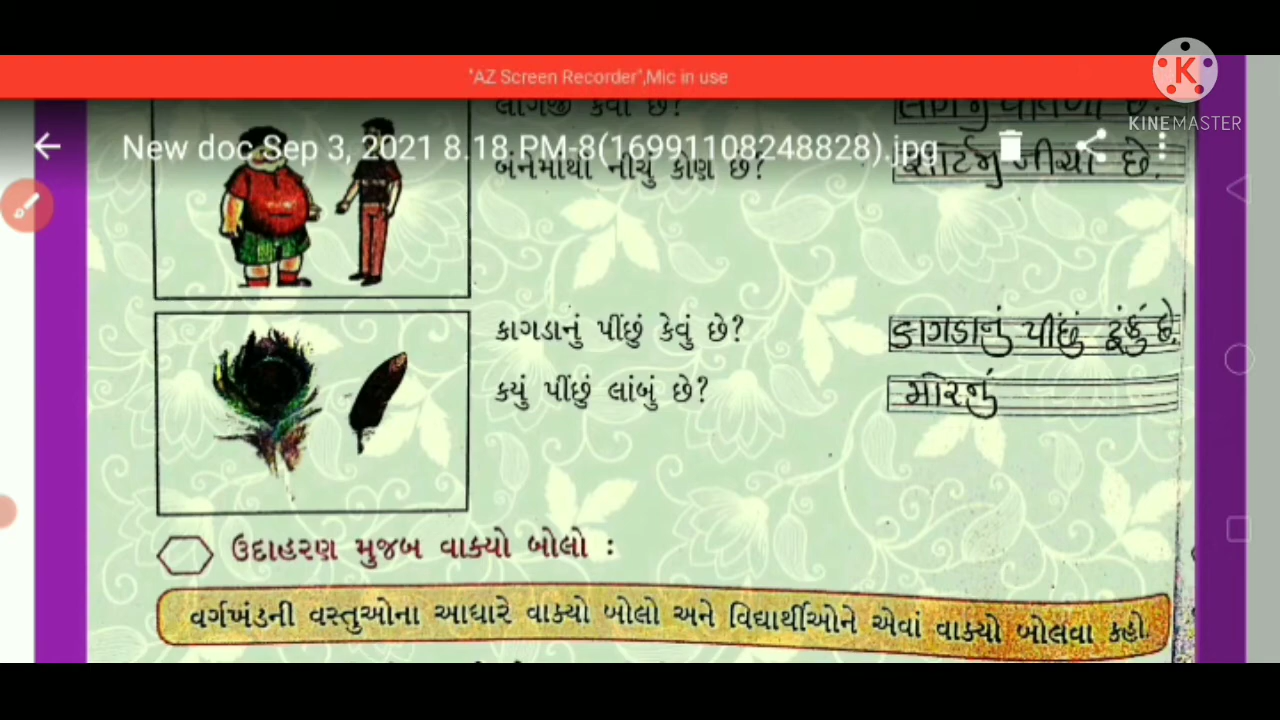 "AZ Screen Recorder",Mic in use
KINEMASTER
New doc Sep 3, 2021 8.18 PM-8(16991108248828).jpg
બંનેમાંથી નીચું કોણ છે?
છે.
કાગડાનું પીંછું કેવું છે?
કાગડાનું પીંછું ટૂંકું છે.
કયું પીંછું લાંબું છે?
મોરનું
ઉદાહરણ મુજબ વાક્યો બોલો :
વર્ગખંડની વસ્તુઓના આધારે વાક્યો બોલો અને વિદ્યાર્થીઓને એવાં વાક્યો બોલવા કહો.